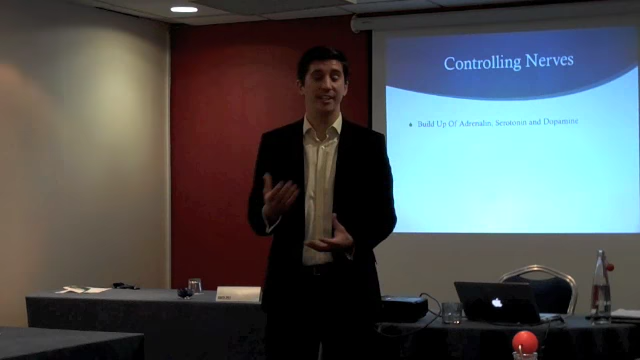 Controlling Nerves
Build Up Of Adrenalin, Serotonin and Dopamine